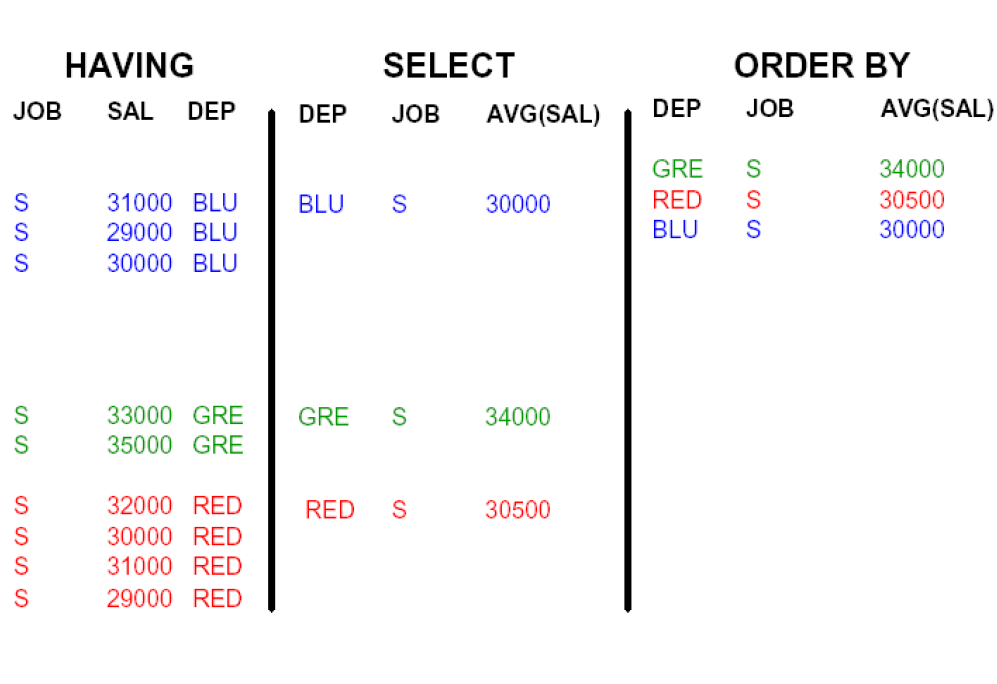 HAVING
JOB SAL DEP
S 31000 BLU
S 29000 BLU
S 30000 BLU
S 33000 GRE
S 35000 GRE
S 32000 RED
S 30000 RED
S 31000 RED
S 29000 RED
SELECT
DEP JOB AVG(SAL)
BLU S 30000
GRE S 34000
RED S 30500
ORDER BY
DEP JOB AVG(SAL)
GRE S 34000
RED S 30500
BLU S 30000